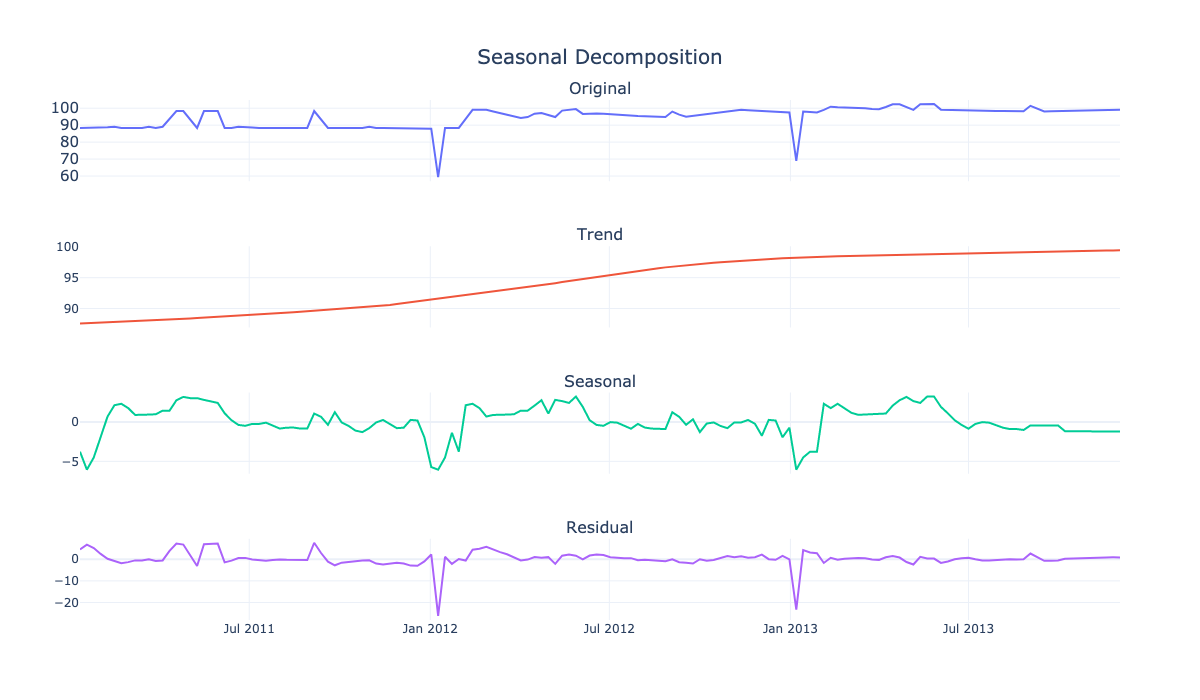 Seasonal Decomposition
Original
100
90
80
70
60
Trend
100
95
90
Seasonal
0
−5
Residual
0
−10
−20
Jul 2011 Jan 2012 Jul 2012 Jan 2013 Jul 2013